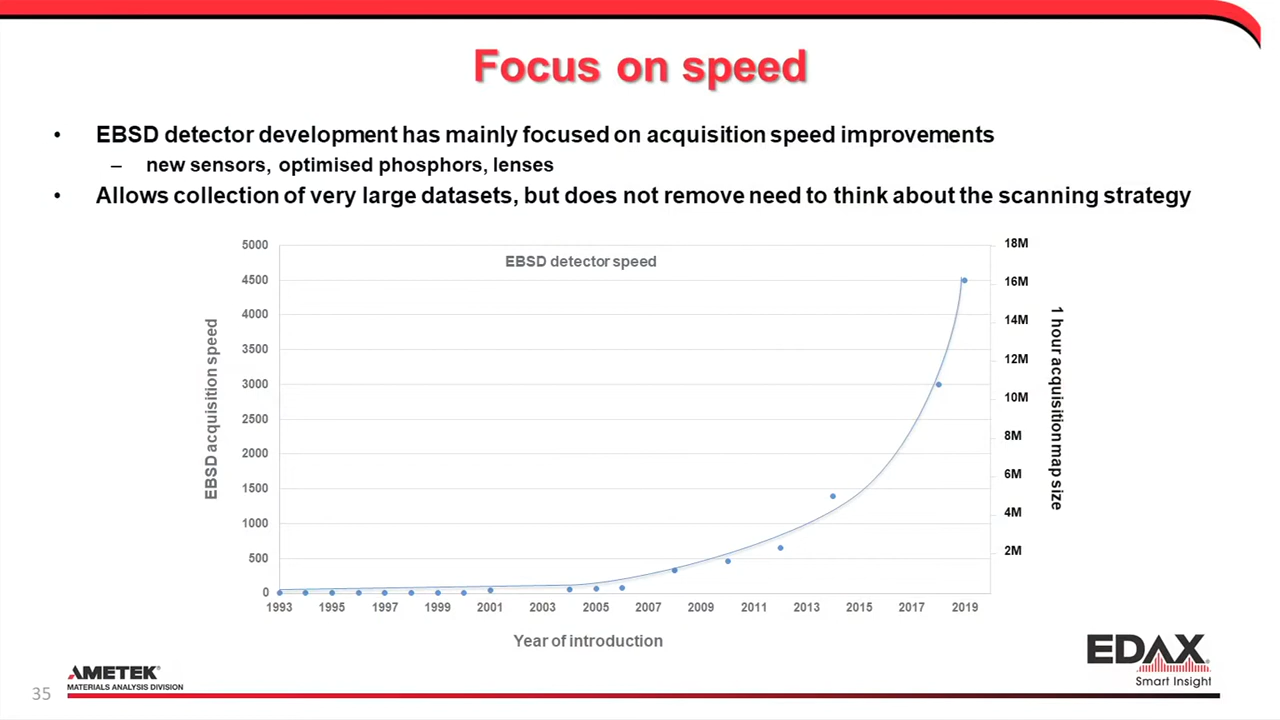 Focus on speed
• EBSD detector development has mainly focused on acquisition speed improvements
– new sensors, optimised phosphors, lenses
• Allows collection of very large datasets, but does not remove need to think about the scanning strategy
EBSD detector speed
5000
4500
4000
3500
3000
2500
2000
1500
1000
500
0
EBSD acquisition speed
18M
16M
14M
12M
10M
8M
6M
4M
2M
1 hour acquisition map size
1993 1995 1997 1999 2001 2003 2005 2007 2009 2011 2013 2015 2017 2019
Year of introduction
35
AMETEK®
MATERIALS ANALYSIS DIVISION
EDAX®
Smart Insight